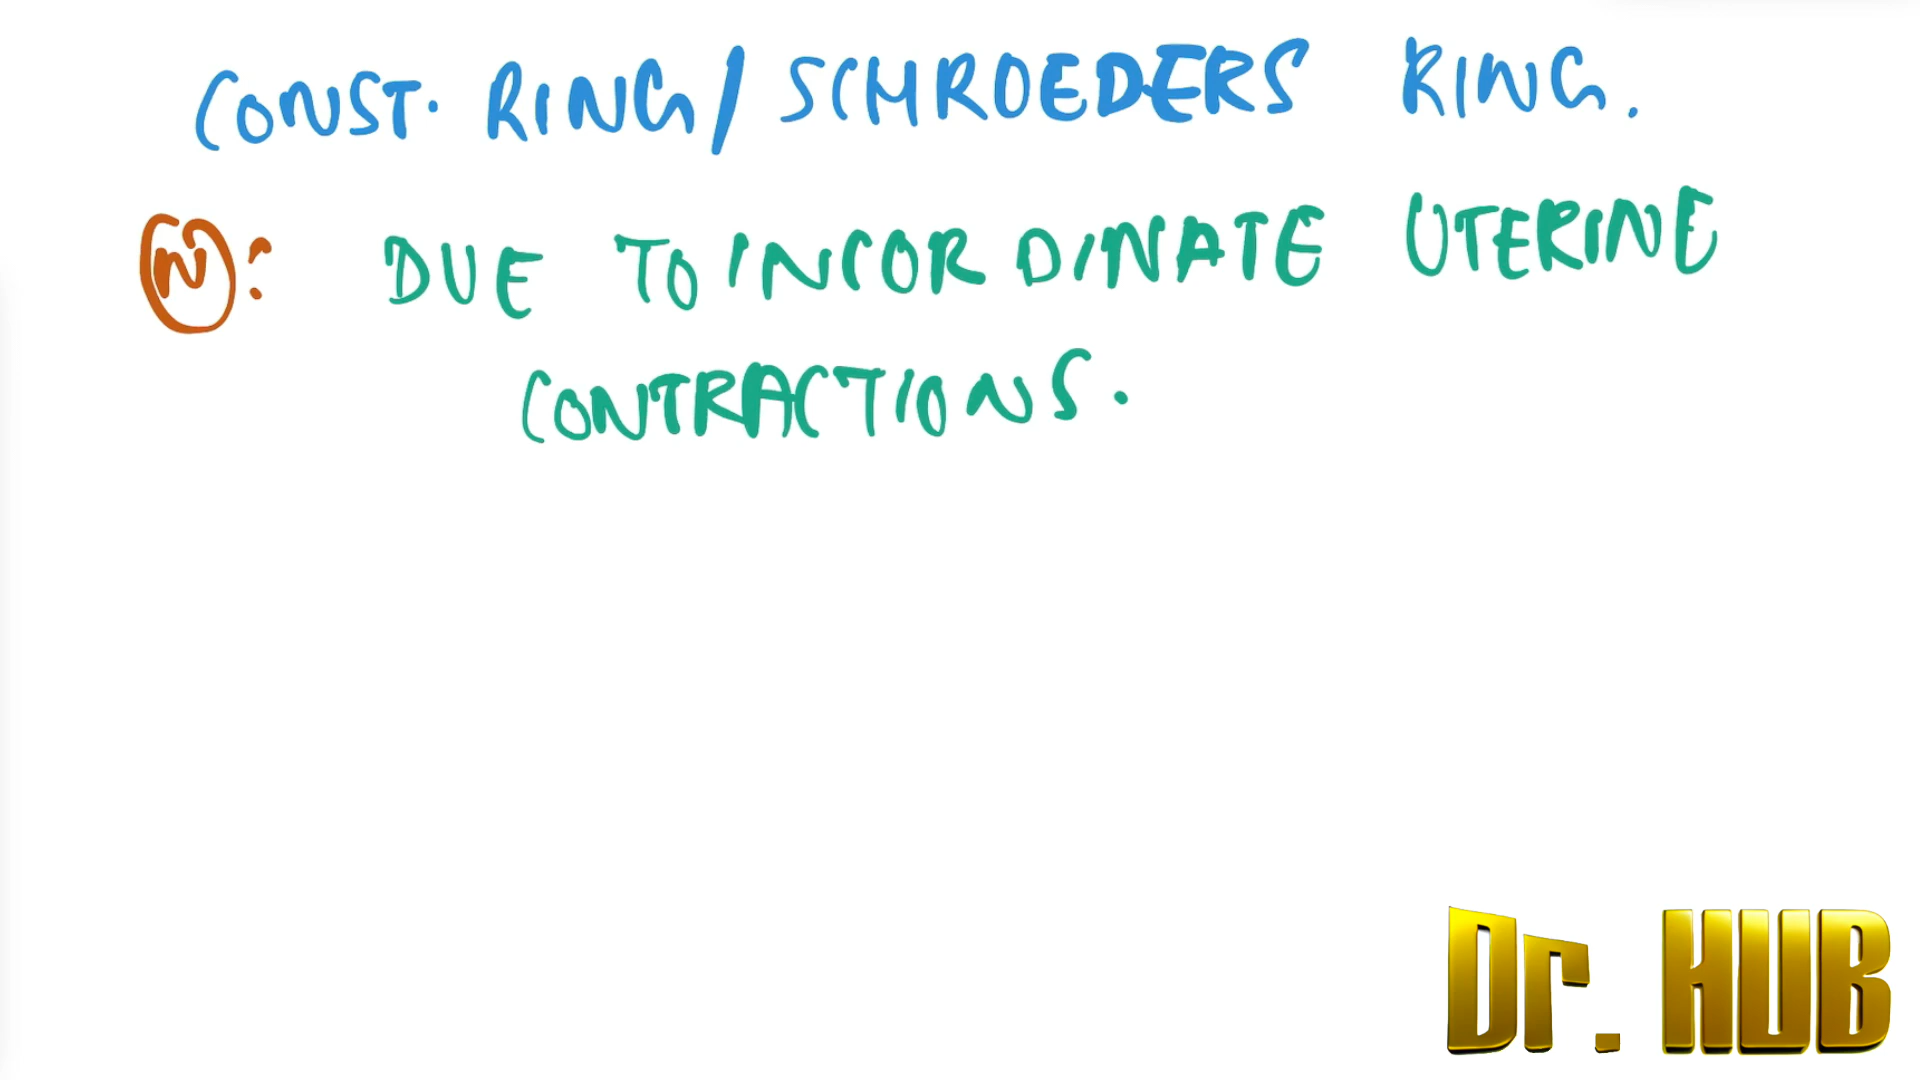 CONST. RING / SCHROEDERS RING.
N : DUE TO INCORDINATE UTERINE
CONTRACTIONS.
Dr. HUB